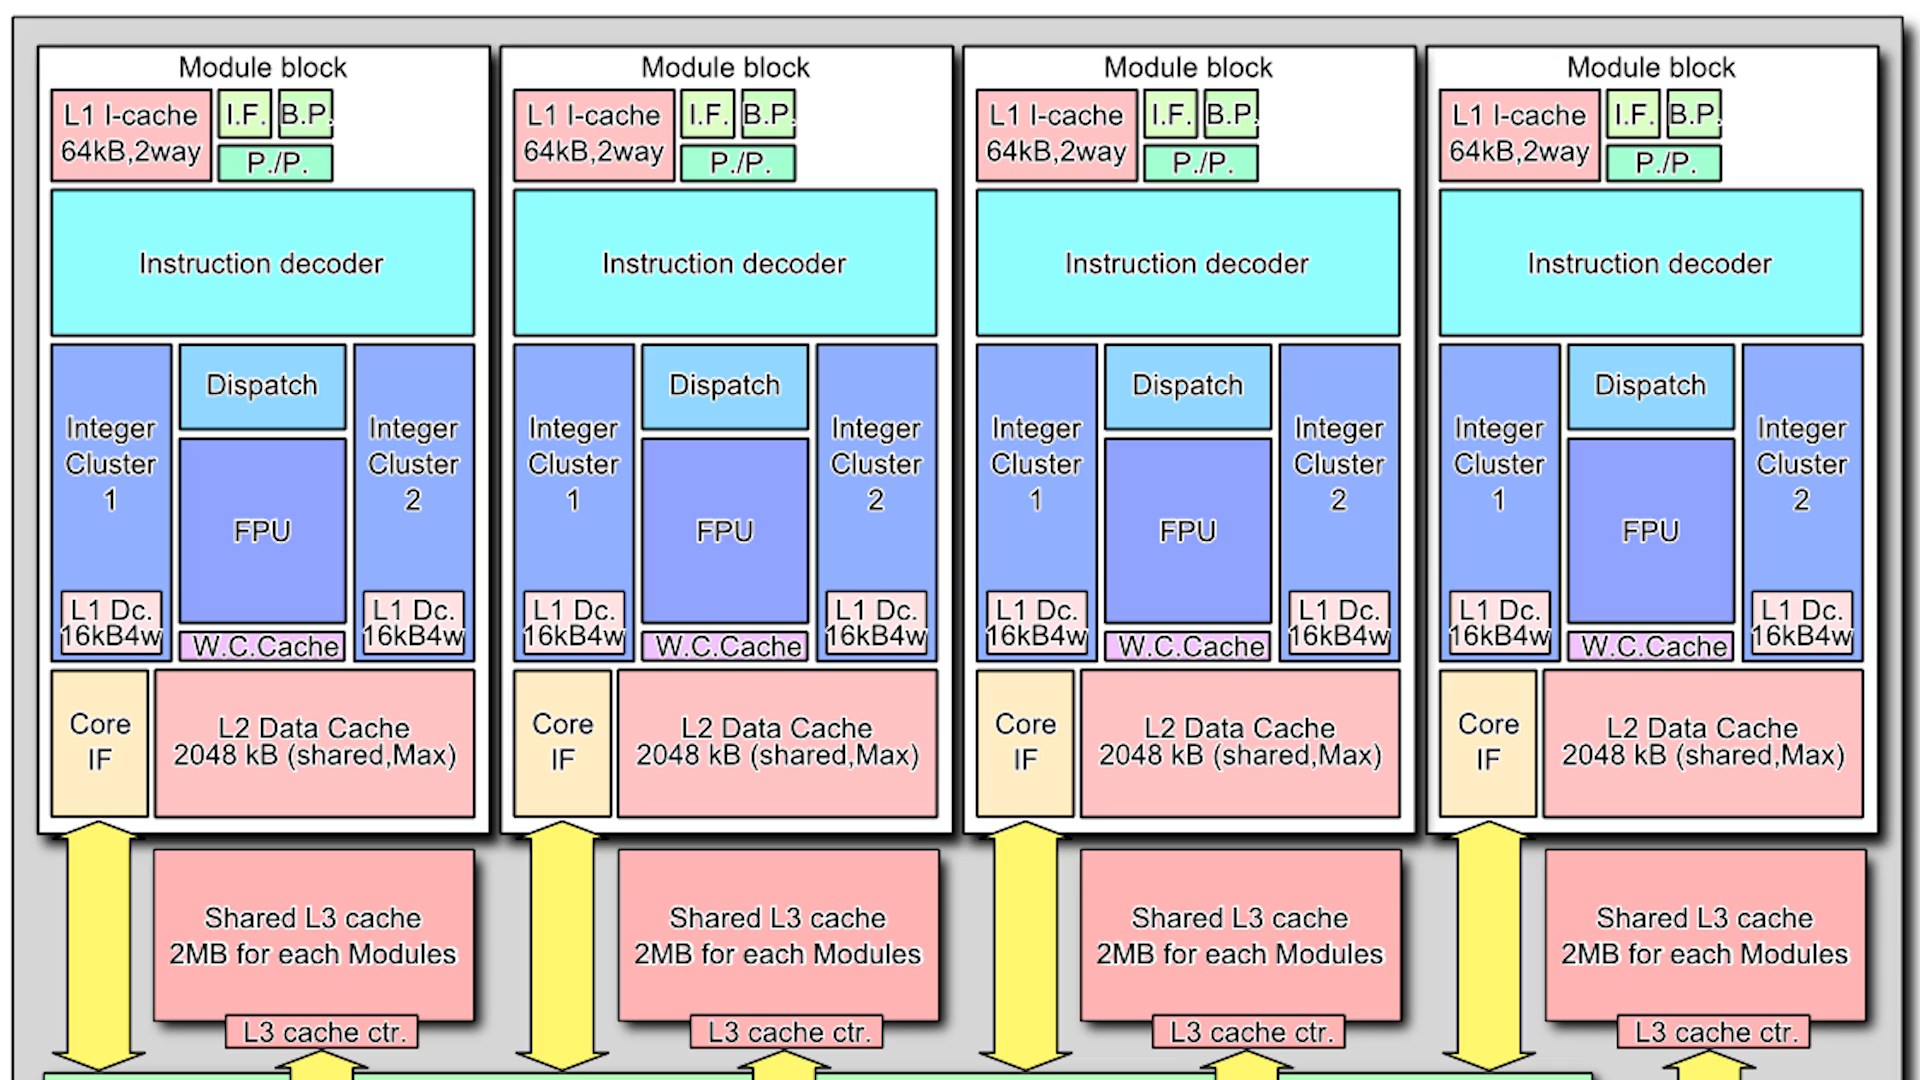 Module block
L1 I-cache
64kB,2way
I.F.
B.P.
P./P.
Instruction decoder
Integer
Cluster
1
Dispatch
FPU
Integer
Cluster
2
L1 Dc.
16kB4w
W.C.Cache
L1 Dc.
16kB4w
Core
IF
L2 Data Cache
2048 kB (shared,Max)
Shared L3 cache
2MB for each Modules
L3 cache ctr.
Module block
L1 I-cache
64kB,2way
I.F.
B.P.
P./P.
Instruction decoder
Integer
Cluster
1
Dispatch
FPU
Integer
Cluster
2
L1 Dc.
16kB4w
W.C.Cache
L1 Dc.
16kB4w
Core
IF
L2 Data Cache
2048 kB (shared,Max)
Shared L3 cache
2MB for each Modules
L3 cache ctr.
Module block
L1 I-cache
64kB,2way
I.F.
B.P.
P./P.
Instruction decoder
Integer
Cluster
1
Dispatch
FPU
Integer
Cluster
2
L1 Dc.
16kB4w
W.C.Cache
L1 Dc.
16kB4w
Core
IF
L2 Data Cache
2048 kB (shared,Max)
Shared L3 cache
2MB for each Modules
L3 cache ctr.
Module block
L1 I-cache
64kB,2way
I.F.
B.P.
P./P.
Instruction decoder
Integer
Cluster
1
Dispatch
FPU
Integer
Cluster
2
L1 Dc.
16kB4w
W.C.Cache
L1 Dc.
16kB4w
Core
IF
L2 Data Cache
2048 kB (shared,Max)
Shared L3 cache
2MB for each Modules
L3 cache ctr.